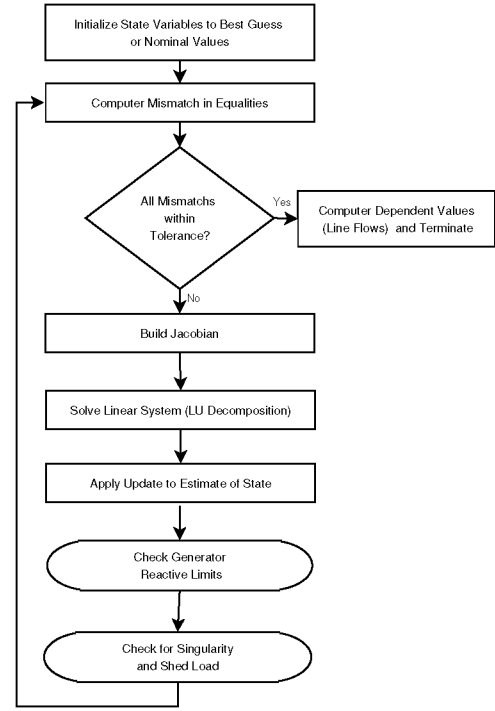 Initialize State Variables to Best Guess
or Nominal Values
Computer Mismatch in Equalities
All Mismatchs
within
Tolerance?
Yes
Computer Dependent Values
(Line Flows) and Terminate
No
Build Jacobian
Solve Linear System (LU Decomposition)
Apply Update to Estimate of State
Check Generator
Reactive Limits
Check for Singularity
and Shed Load